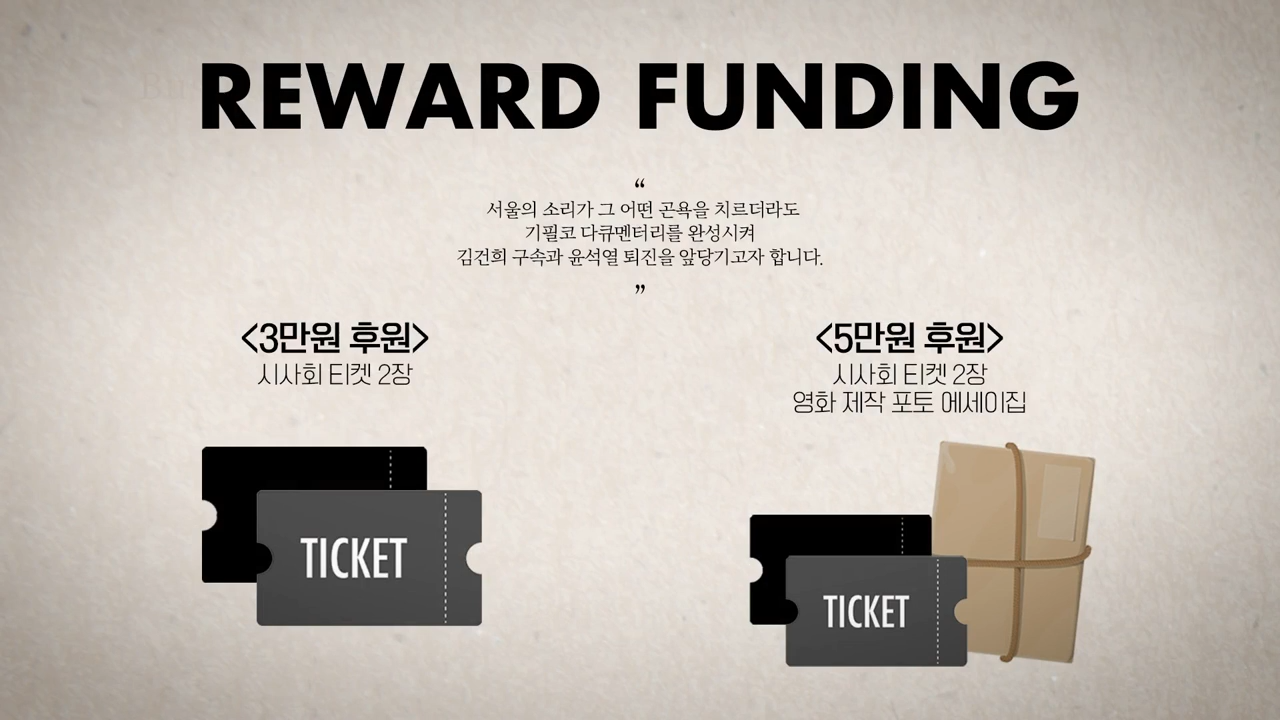 REWARD FUNDING
“
서울의 소리가 그 어떤 곤욕을 치르더라도
기필코 다큐멘터리를 완성시켜
김건희 구속과 윤석열 퇴진을 앞당기고자 합니다.
”
<3만원 후원>
시사회 티켓 2장
<5만원 후원>
시사회 티켓 2장
영화 제작 포토 에세이집
TICKET
TICKET